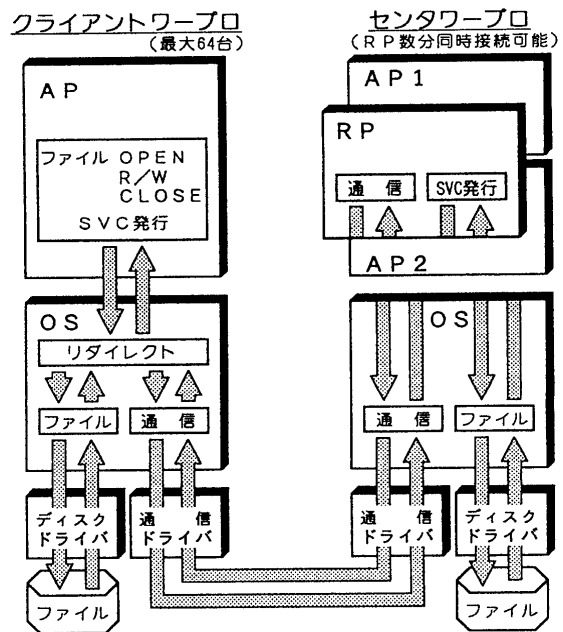 クライアントワープロ
(最大64台)
AP
ファイル OPEN
R/W
CLOSE
SVC発行
OS
リダイレクト
ファイル
通信
ディスク
ドライバ
通信
ドライバ
ファイル
センタワープロ
(RP数分同時接続可能)
AP1
RP
通信
SVC発行
AP2
OS
通信
ファイル
通信
ドライバ
ディスク
ドライバ
ファイル